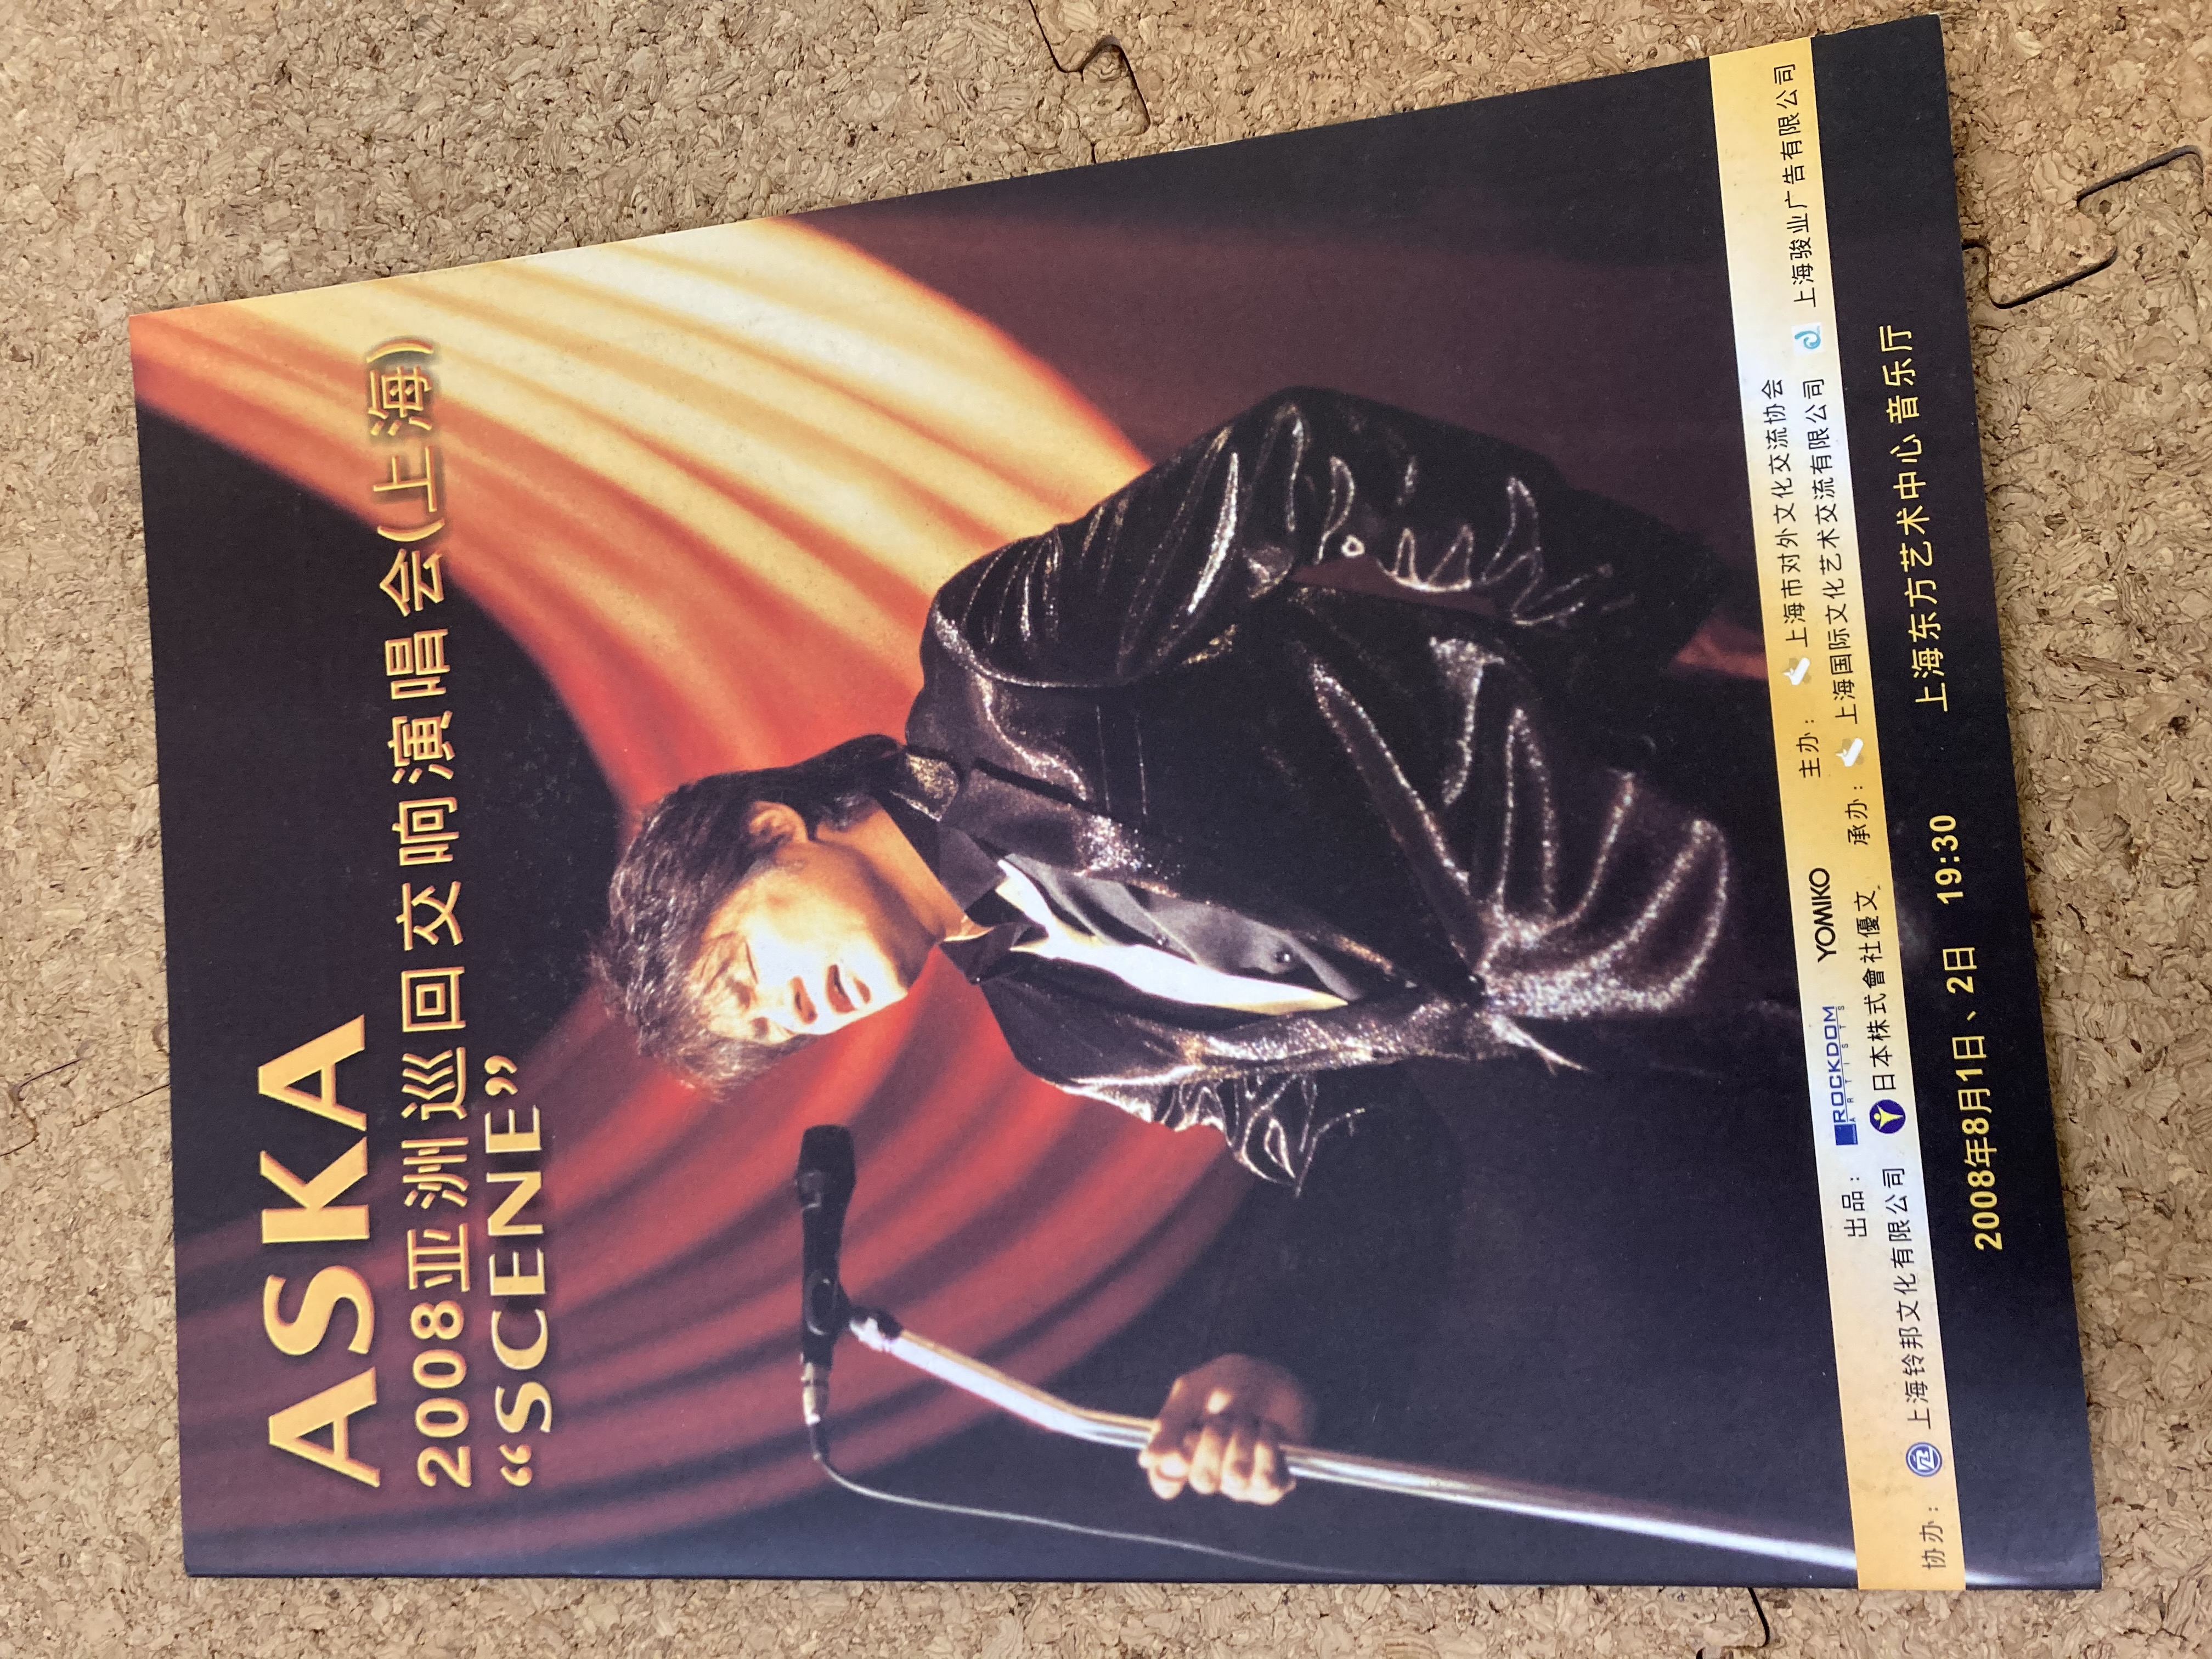 ASKA
2008亚洲巡回交响演唱会(上海)
“SCENE”
出品： ROCKDOM ARTISTS YOMIKO 主办： 上海市对外文化交流协会
协办： 上海铃邦文化有限公司 日本株式會社優文 承办： 上海国际文化艺术交流有限公司 上海骏业广告有限公司
2008年8月1日、2日 19:30 上海东方艺术中心 音乐厅